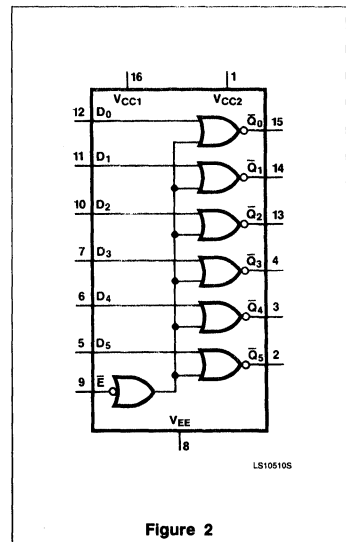 16 1
VCC1 VCC2
12 D0 Q̅0 15
11 D1 Q̅1 14
10 D2 Q̅2 13
7 D3 Q̅3 4
6 D4 Q̅4 3
5 D5 Q̅5 2
9 E̅
VEE
8
LS10510S
Figure 2